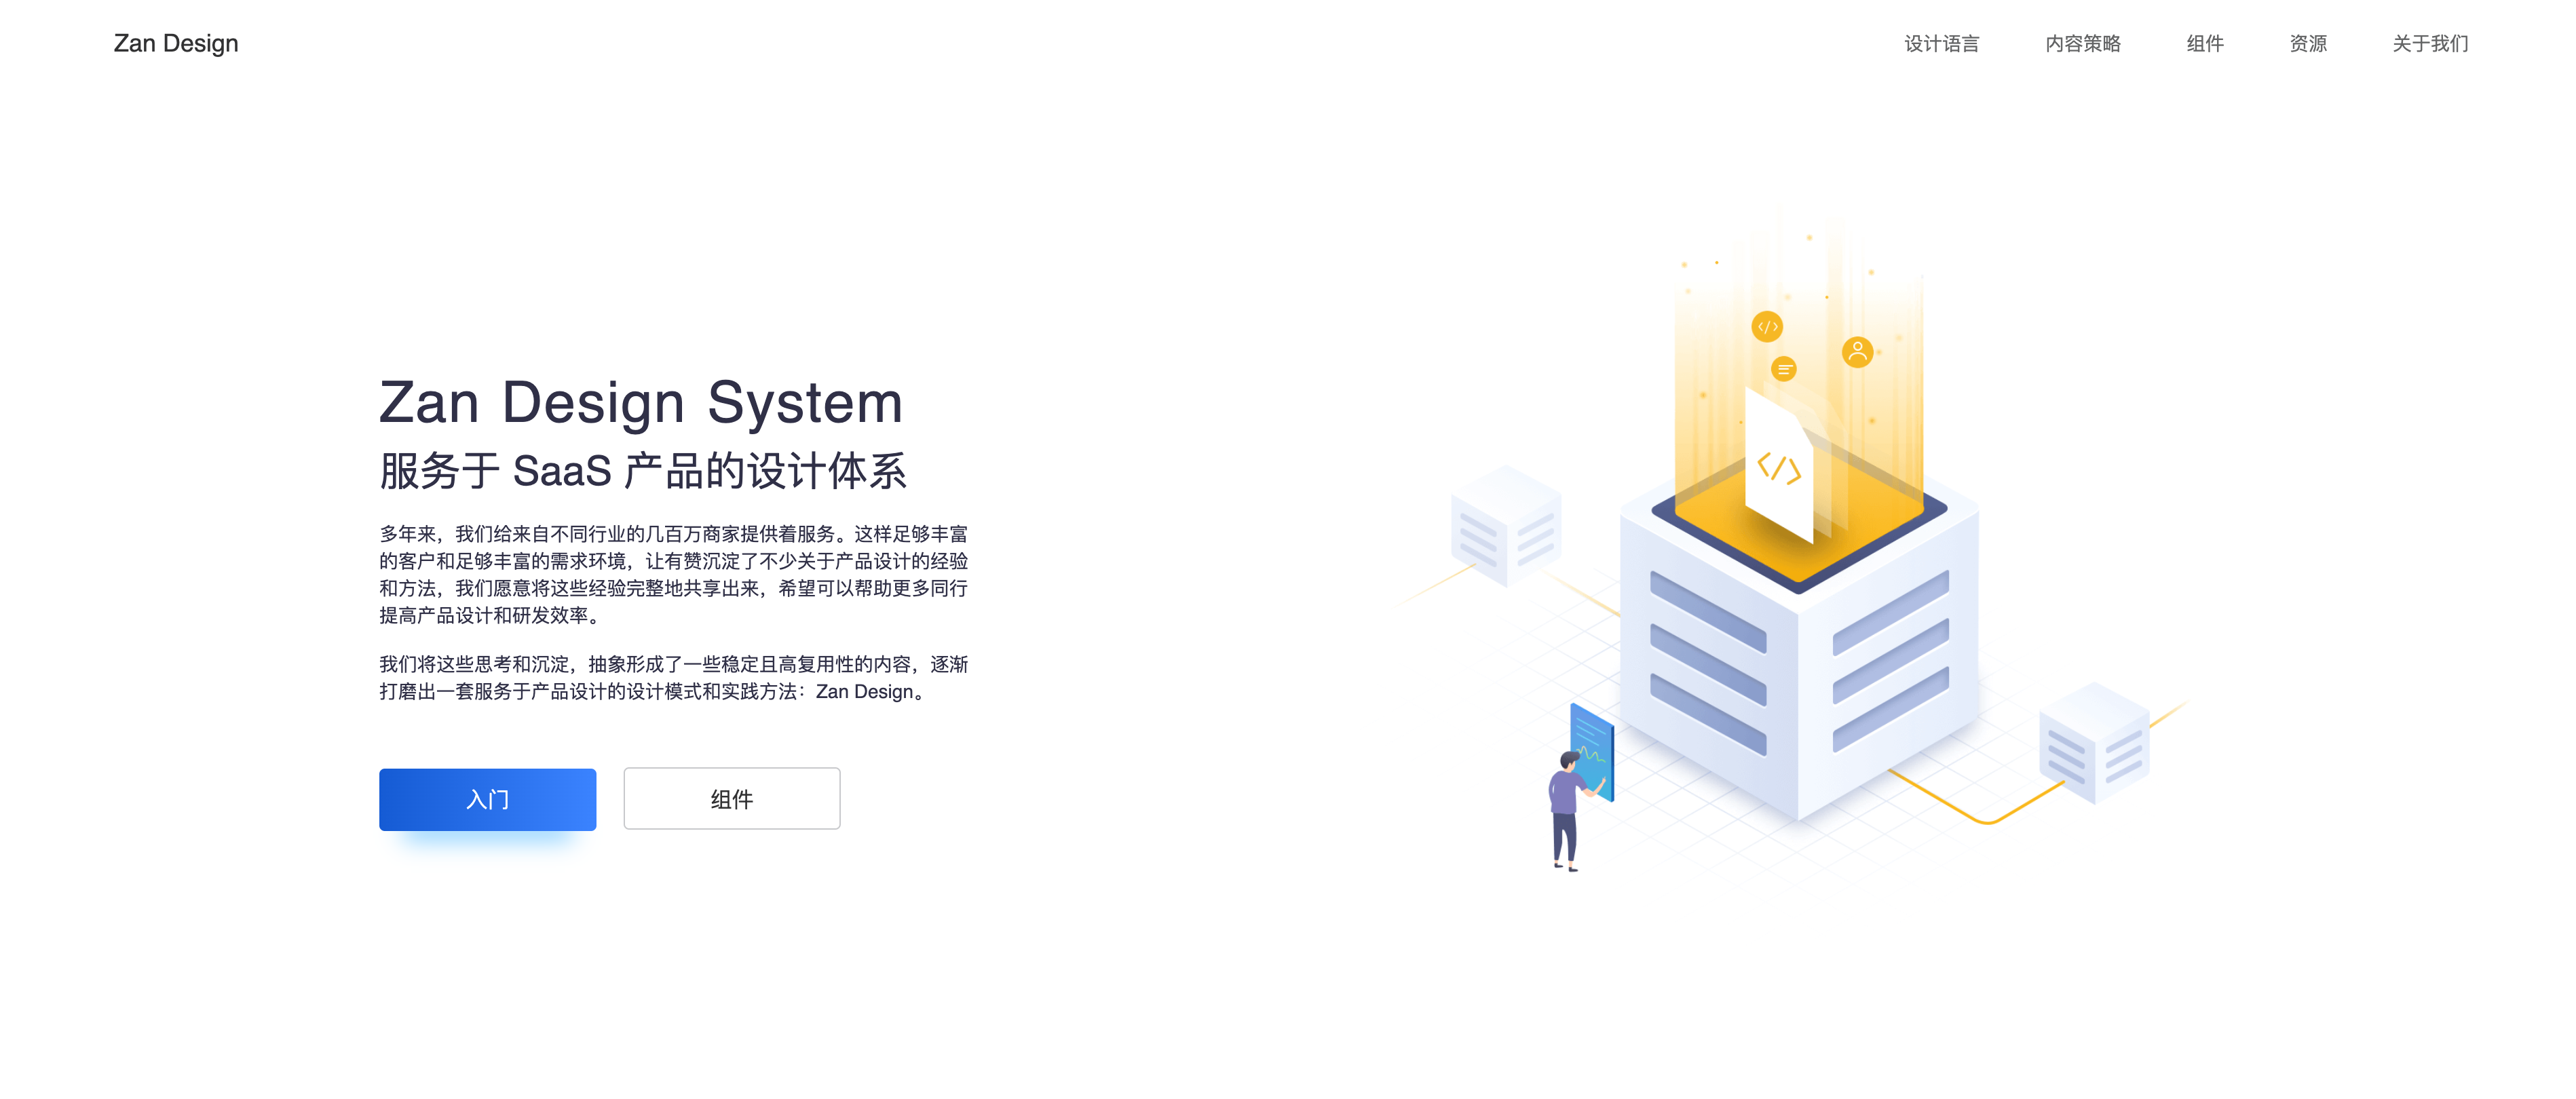 Zan Design
设计语言
内容策略
组件
资源
关于我们
Zan Design System
服务于 SaaS 产品的设计体系
多年来，我们给来自不同行业的几百万商家提供着服务。这样足够丰富
的客户和足够丰富的需求环境，让有赞沉淀了不少关于产品设计的经验
和方法，我们愿意将这些经验完整地共享出来，希望可以帮助更多同行
提高产品设计和研发效率。
我们将这些思考和沉淀，抽象形成了一些稳定且高复用性的内容，逐渐
打磨出一套服务于产品设计的设计模式和实践方法：Zan Design。
入门
组件